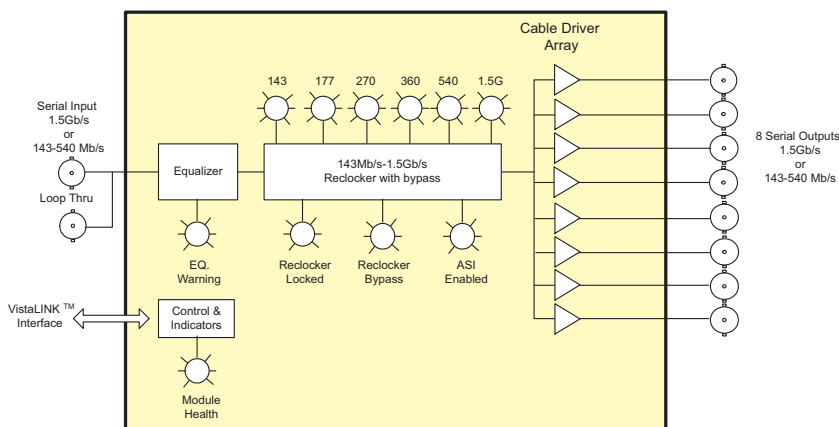 Cable Driver
Array
143
177
270
360
540
1.5G
Serial Input
1.5Gb/s
or
143-540 Mb/s
Loop Thru
Equalizer
143Mb/s-1.5Gb/s
Reclocker with bypass
8 Serial Outputs
1.5Gb/s
or
143-540 Mb/s
EQ.
Warning
Reclocker
Locked
Reclocker
Bypass
ASI
Enabled
VistaLINK ™
Interface
Control &
Indicators
Module
Health